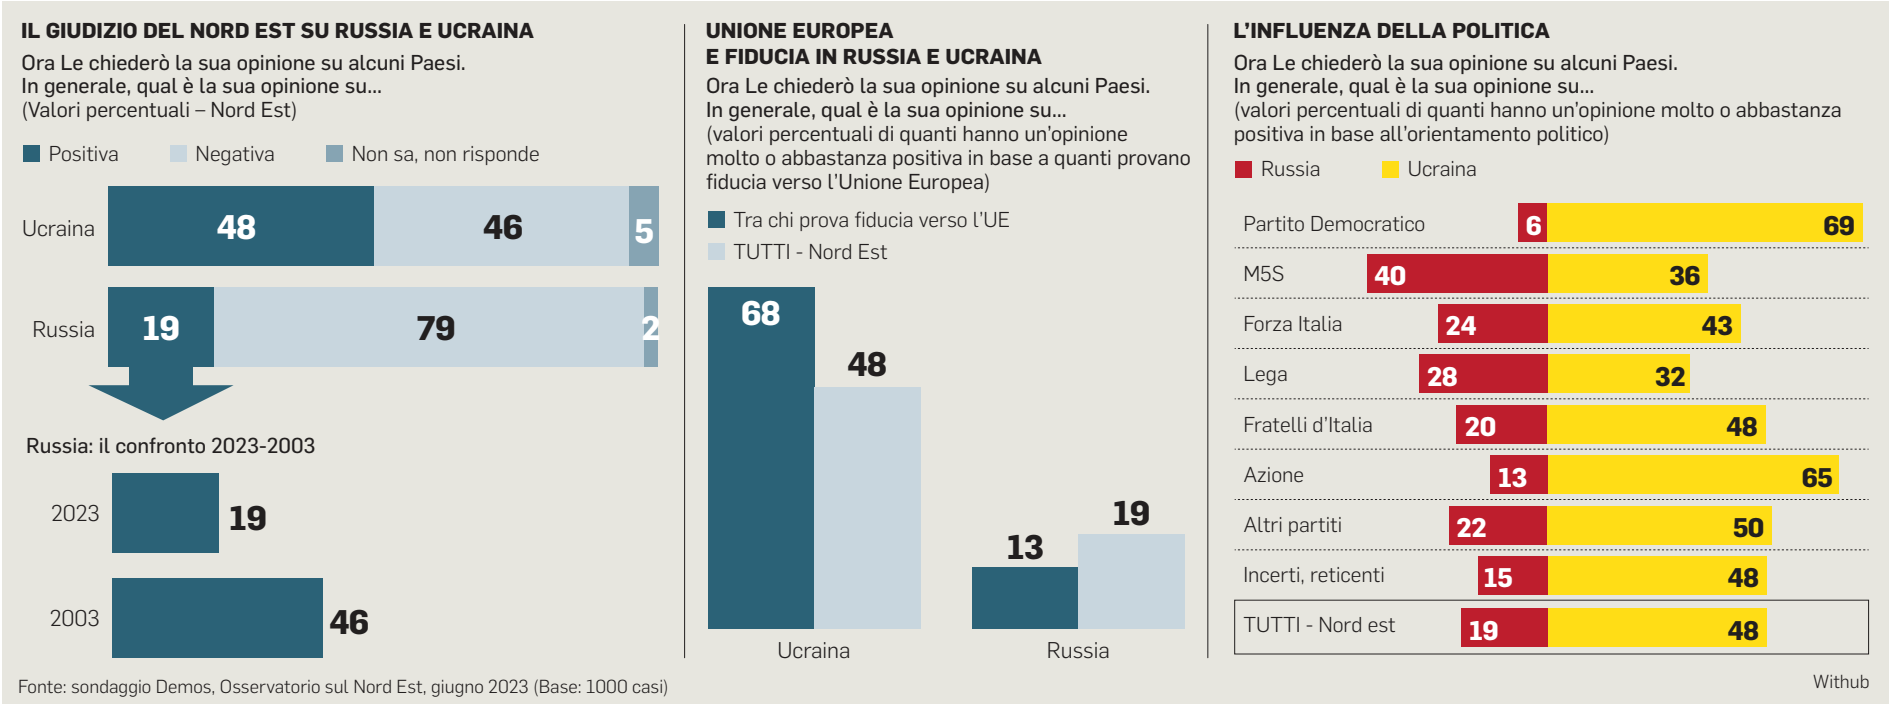 IL GIUDIZIO DEL NORD EST SU RUSSIA E UCRAINA
Ora Le chiederò la sua opinione su alcuni Paesi.
In generale, qual è la sua opinione su...
(Valori percentuali – Nord Est)
Positiva Negativa Non sa, non risponde
Ucraina 48 46 5
Russia 19 79 2
Russia: il confronto 2023-2003
2023 19
2003 46
UNIONE EUROPEA
E FIDUCIA IN RUSSIA E UCRAINA
Ora Le chiederò la sua opinione su alcuni Paesi.
In generale, qual è la sua opinione su...
(valori percentuali di quanti hanno un'opinione
molto o abbastanza positiva in base a quanti provano
fiducia verso l'Unione Europea)
Tra chi prova fiducia verso l'UE
TUTTI - Nord Est
68 48 13 19
Ucraina Russia
L'INFLUENZA DELLA POLITICA
Ora Le chiederò la sua opinione su alcuni Paesi.
In generale, qual è la sua opinione su...
(valori percentuali di quanti hanno un'opinione molto o abbastanza
positiva in base all'orientamento politico)
Russia Ucraina
Partito Democratico 6 69
M5S 40 36
Forza Italia 24 43
Lega 28 32
Fratelli d'Italia 20 48
Azione 13 65
Altri partiti 22 50
Incerti, reticenti 15 48
TUTTI - Nord est 19 48
Fonte: sondaggio Demos, Osservatorio sul Nord Est, giugno 2023 (Base: 1000 casi)
Withub